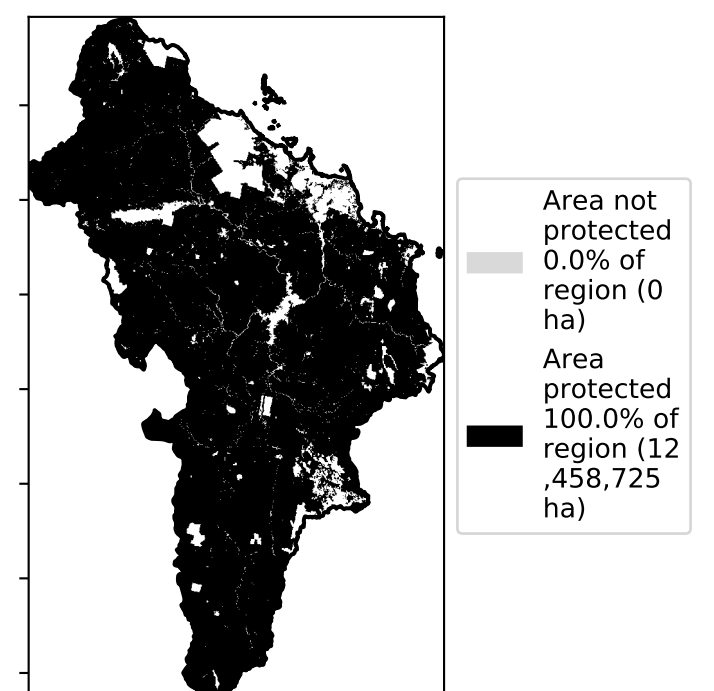 Area not
protected
0.0% of
region (0
ha)
Area
protected
100.0% of
region (12
,458,725
ha)